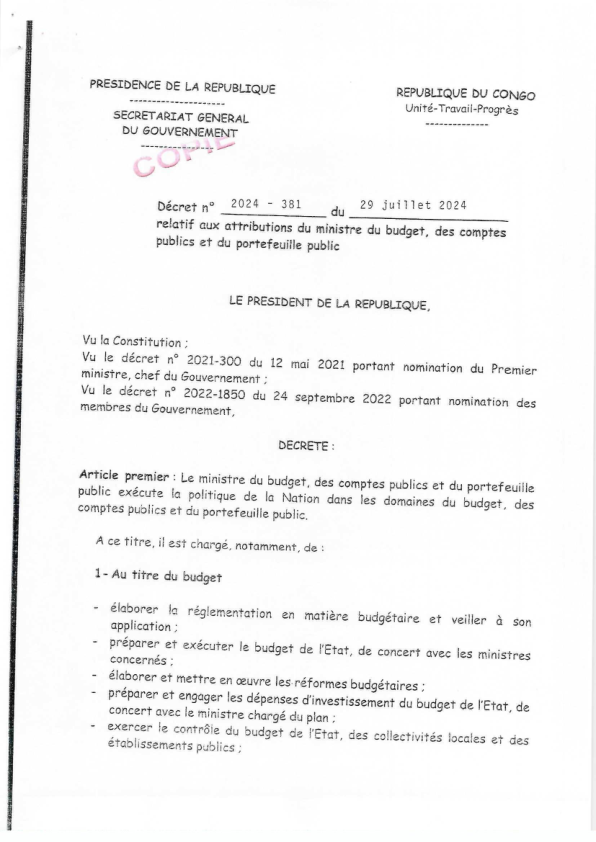 PRESIDENCE DE LA REPUBLIQUE
---------------------
SECRETARIAT GENERAL
DU GOUVERNEMENT
----------------
COPIE
REPUBLIQUE DU CONGO
Unité-Travail-Progrès
--------------
Décret n° 2024 - 381 du 29 juillet 2024
relatif aux attributions du ministre du budget, des comptes
publics et du portefeuille public
LE PRESIDENT DE LA REPUBLIQUE,
Vu la Constitution ;
Vu le décret n° 2021-300 du 12 mai 2021 portant nomination du Premier
ministre, chef du Gouvernement ;
Vu le décret n° 2022-1850 du 24 septembre 2022 portant nomination des
membres du Gouvernement,
DECRETE :
Article premier : Le ministre du budget, des comptes publics et du portefeuille
public exécute la politique de la Nation dans les domaines du budget, des
comptes publics et du portefeuille public.
A ce titre, il est chargé, notamment, de :
1- Au titre du budget
- élaborer la réglementation en matière budgétaire et veiller à son
application ;
- préparer et exécuter le budget de l'Etat, de concert avec les ministres
concernés ;
- élaborer et mettre en œuvre les réformes budgétaires ;
- préparer et engager les dépenses d'investissement du budget de l'Etat, de
concert avec le ministre chargé du plan ;
- exercer le contrôle du budget de l'Etat, des collectivités locales et des
établissements publics ;